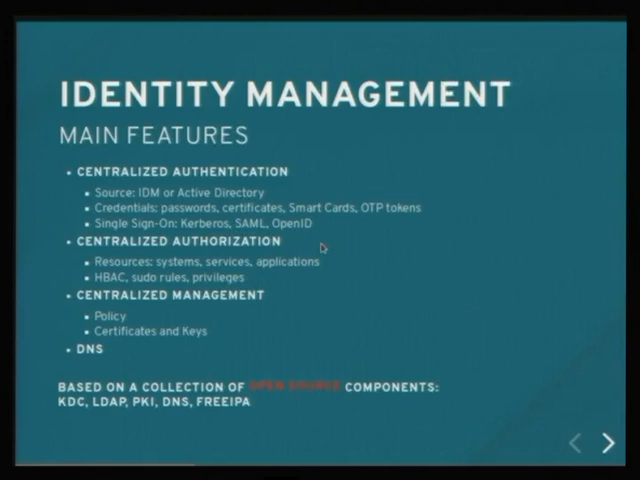 IDENTITY MANAGEMENT
MAIN FEATURES
• CENTRALIZED AUTHENTICATION
▪ Source: IDM or Active Directory
▪ Credentials: passwords, certificates, Smart Cards, OTP tokens
▪ Single Sign-On: Kerberos, SAML, OpenID
• CENTRALIZED AUTHORIZATION
▪ Resources: systems, services, applications
▪ HBAC, sudo rules, privileges
• CENTRALIZED MANAGEMENT
▪ Policy
▪ Certificates and Keys
• DNS
BASED ON A COLLECTION OF OPEN SOURCE COMPONENTS:
KDC, LDAP, PKI, DNS, FREEIPA